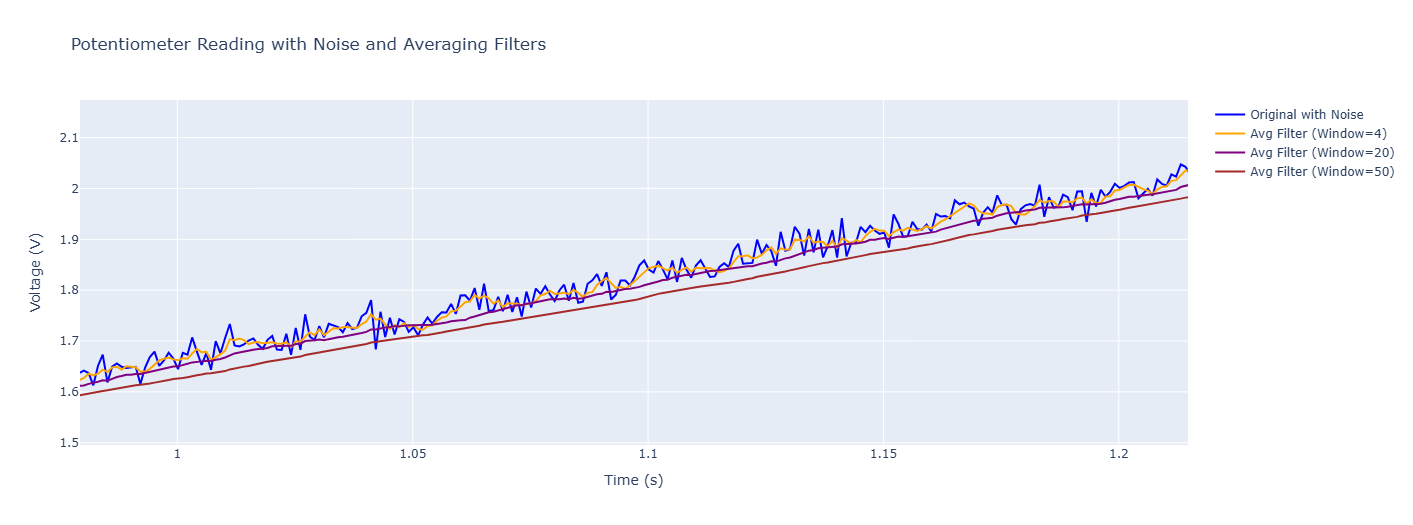 Potentiometer Reading with Noise and Averaging Filters
Original with Noise
Avg Filter (Window=4)
Avg Filter (Window=20)
Avg Filter (Window=50)
Voltage (V)
2.1
2
1.9
1.8
1.7
1.6
1.5
1
1.05
1.1
1.15
1.2
Time (s)